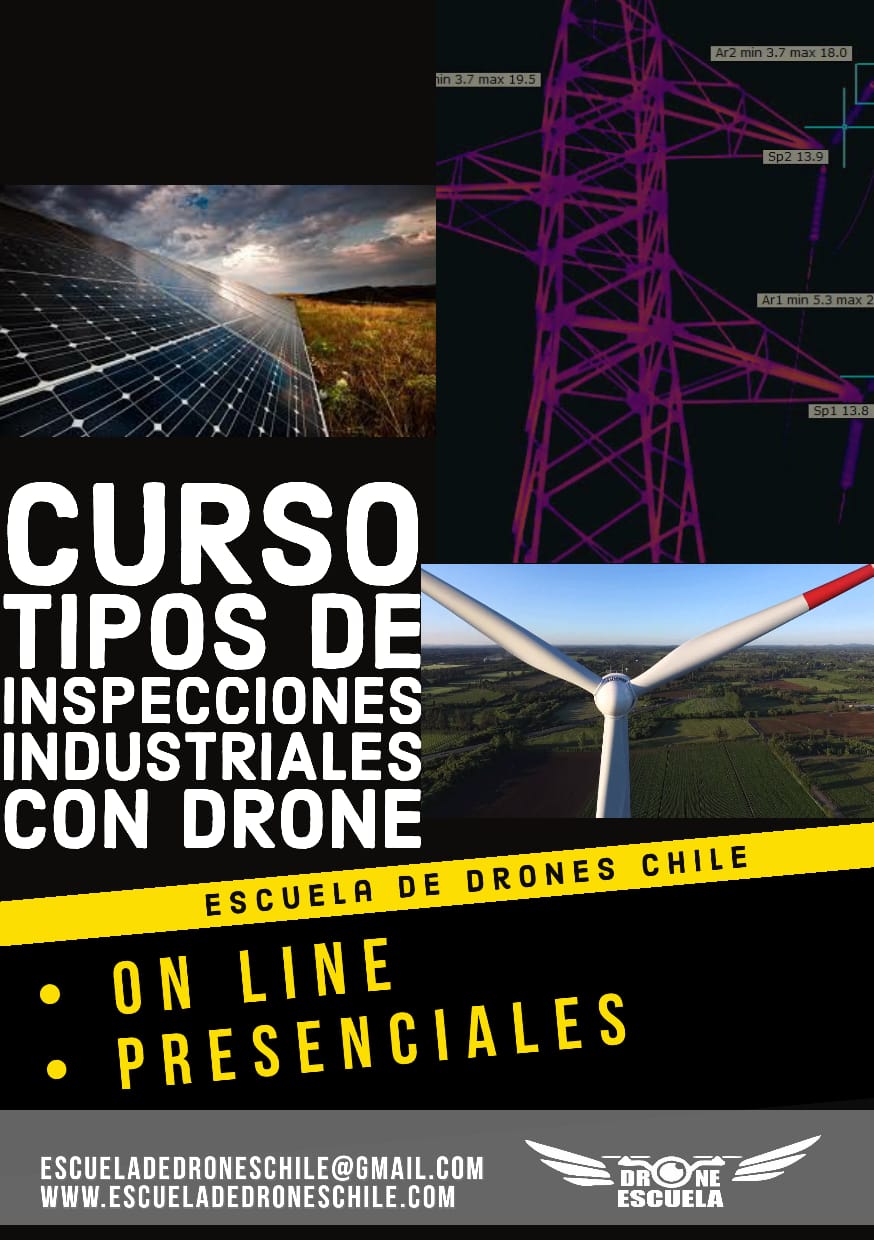 Ar2 min 3.7 max 18.0
in 3.7 max 19.5
Sp2 13.9
Ar1 min 5.3 max 2
Sp1 13.8
CURSO
TIPOS DE
INSPECCIONES
INDUSTRIALES
CON DRONE
ESCUELA DE DRONES CHILE
• ON LINE
• PRESENCIALES
ESCUELADEDRONESCHILE@GMAIL.COM
WWW.ESCUELADEDRONESCHILE.COM
DRONE
ESCUELA